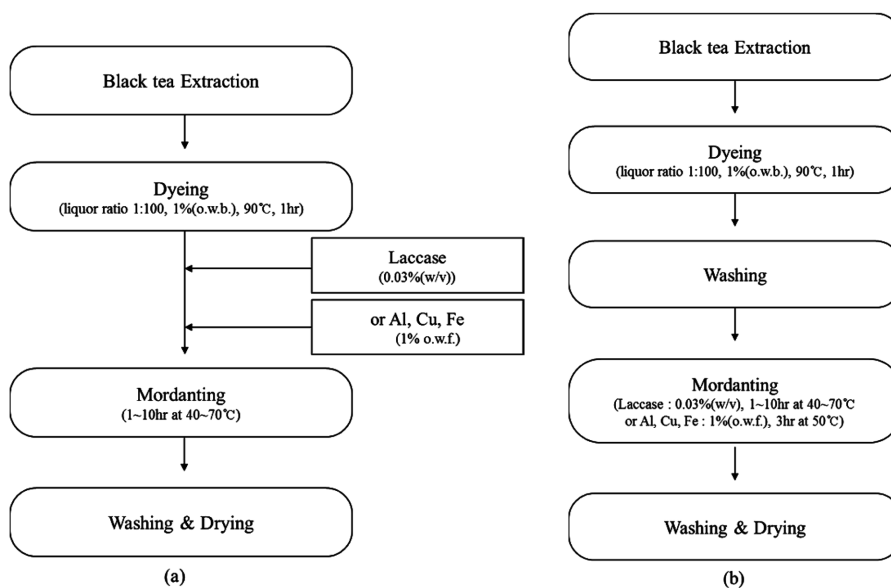 Black tea Extraction
Dyeing
(liquor ratio 1:100, 1%(o.w.b.), 90℃, 1hr)
Laccase
(0.03%(w/v))
or Al, Cu, Fe
(1% o.w.f.)
Mordanting
(1~10hr at 40~70℃)
Washing & Drying
(a)
Black tea Extraction
Dyeing
(liquor ratio 1:100, 1%(o.w.b.), 90℃, 1hr)
Washing
Mordanting
(Laccase : 0.03%(w/v), 1~10hr at 40~70℃
or Al, Cu, Fe : 1%(o.w.f.), 3hr at 50℃)
Washing & Drying
(b)